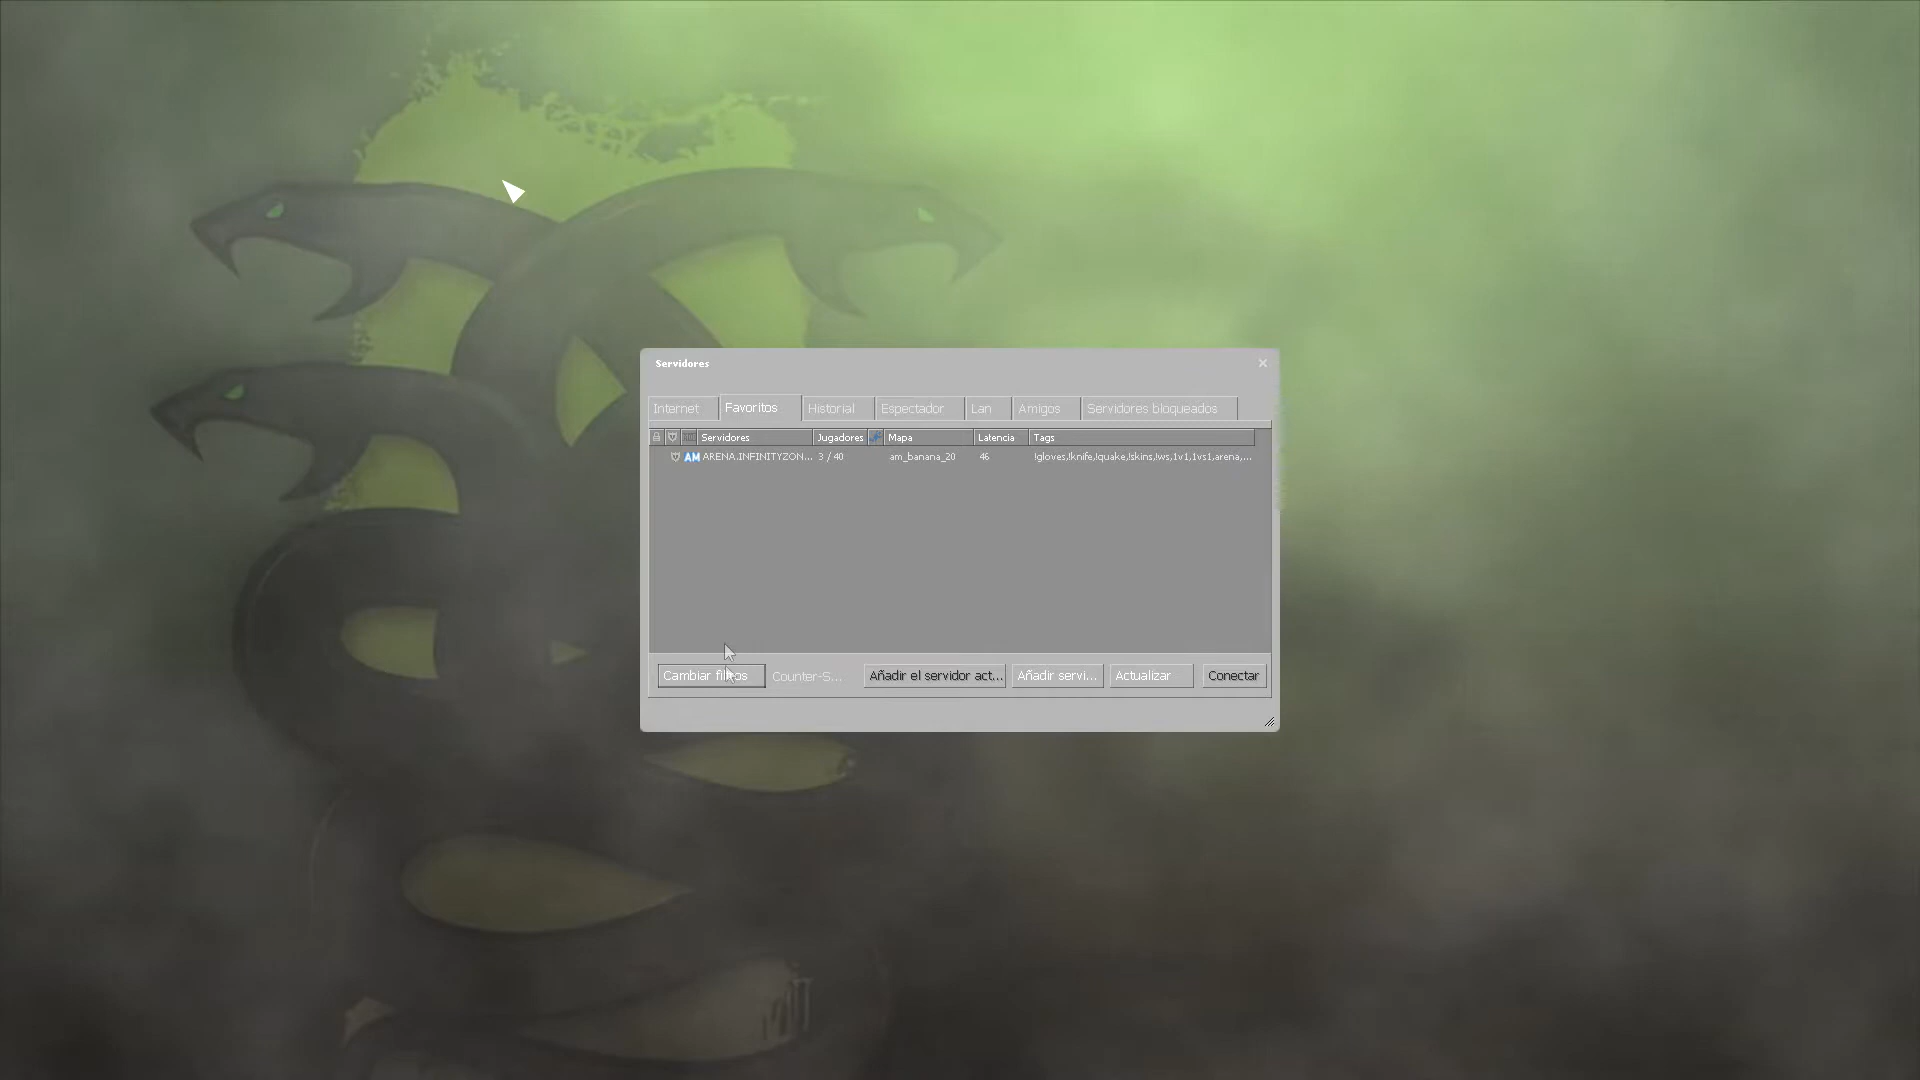 Servidores
Internet Favoritos Historial Espectador Lan Amigos Servidores bloqueados
Servidores Jugadores Mapa Latencia Tags
AM ARENA.INFINITYZON... 3 / 40 am_banana_20 46 !gloves,!knife,!quake,!skins,!ws,1v1,1vs1,arena,...
Cambiar filtros Counter-S... Añadir el servidor act... Añadir servi... Actualizar Conectar